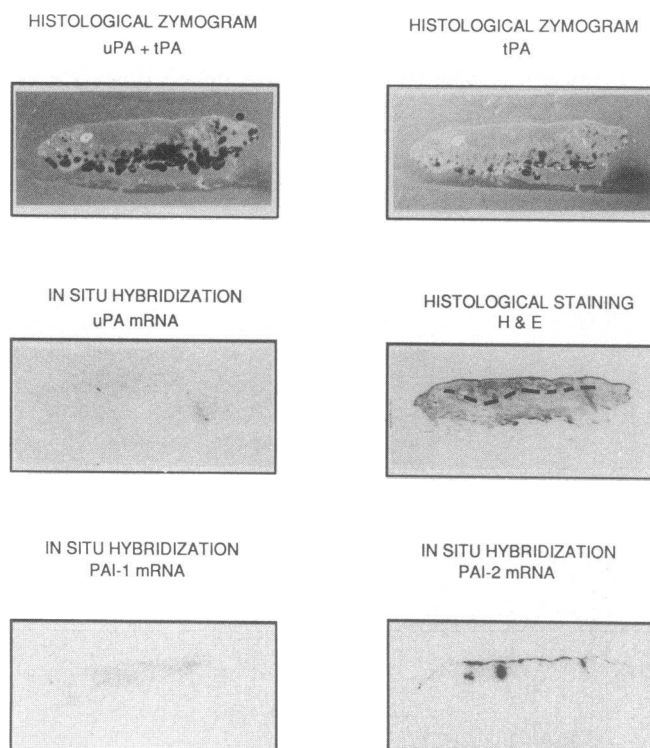 HISTOLOGICAL ZYMOGRAM
uPA + tPA
HISTOLOGICAL ZYMOGRAM
tPA
IN SITU HYBRIDIZATION
uPA mRNA
HISTOLOGICAL STAINING
H & E
IN SITU HYBRIDIZATION
PAI-1 mRNA
IN SITU HYBRIDIZATION
PAI-2 mRNA